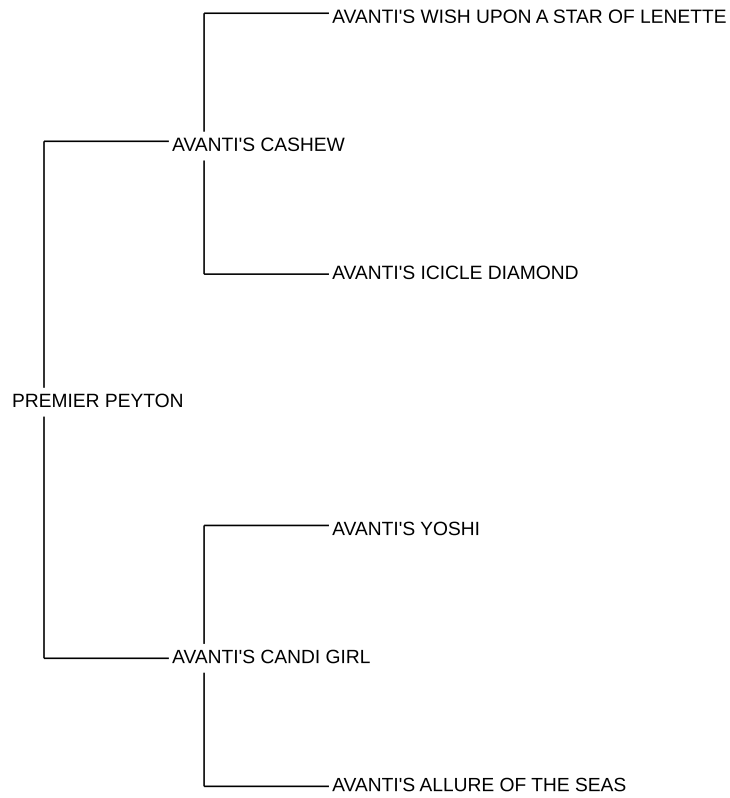 AVANTI'S WISH UPON A STAR OF LENETTE
AVANTI'S CASHEW
AVANTI'S ICICLE DIAMOND
PREMIER PEYTON
AVANTI'S YOSHI
AVANTI'S CANDI GIRL
AVANTI'S ALLURE OF THE SEAS